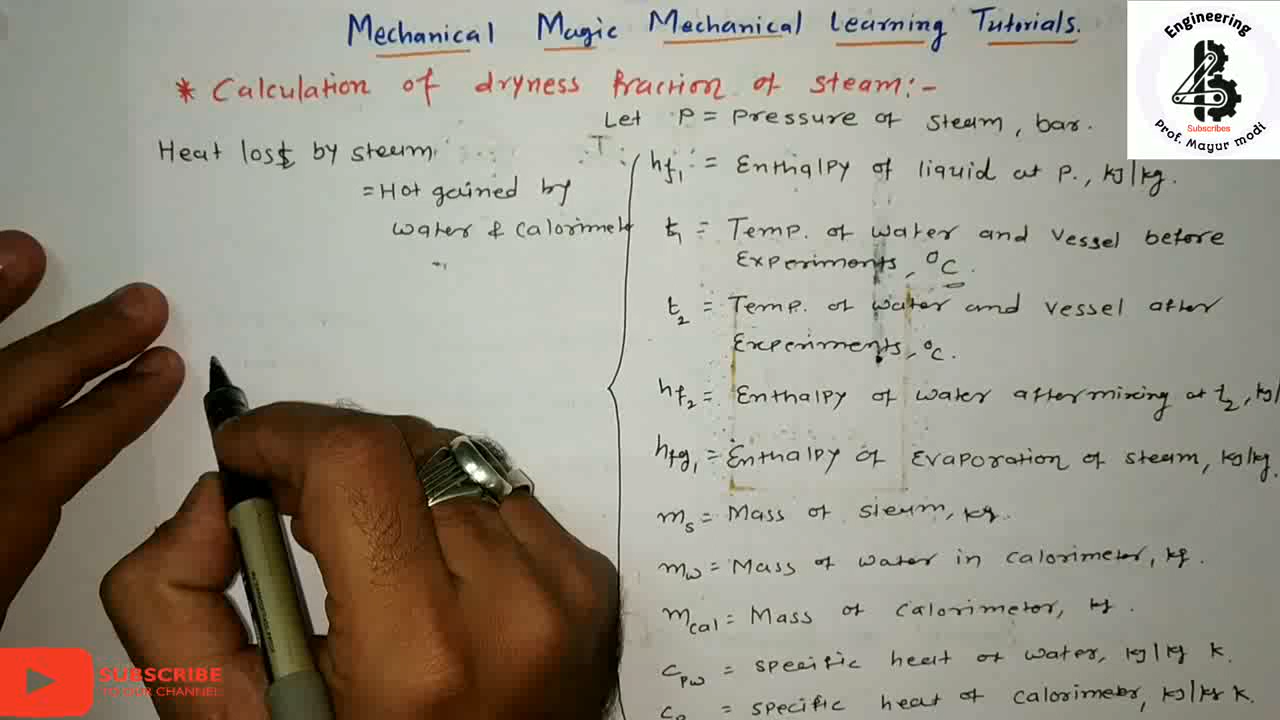 Mechanical Magic Mechanical Learning Tutorials.
* Calculation of dryness fraction of steam:-
Heat lost by steam
= Hot gained by
water & calorimete
Let P = Pressure of steam, bar.
hf1 = Enthalpy of liquid at P., kJ/kg.
t1 = Temp. of water and vessel before
Experiments, °C.
t2 = Temp. of water and vessel after
Experiments, °C.
hf2 = Enthalpy of water after mixing at t2, kJ/
hfg1 = Enthalpy of Evaporation of steam, kJ/kg.
ms = Mass of steam, kg.
mw = Mass of water in calorimeter, kg.
mcal = Mass of calorimeter, kg.
cpw = specific heat of water, kJ/kg K.
= specific heat of calorimeter, kJ/kg K.
Engineering
Subscribes
Prof. Mayur modi
SUBSCRIBE
TO OUR CHANNEL